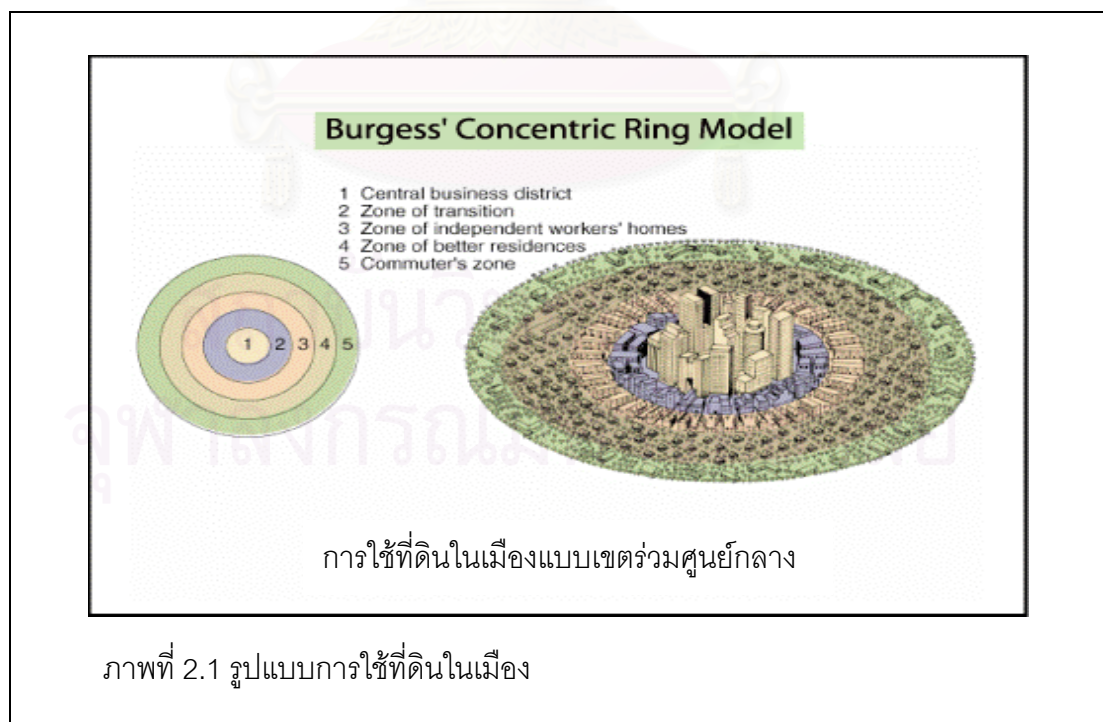 Burgess' Concentric Ring Model
1 Central business district
2 Zone of transition
3 Zone of independent workers' homes
4 Zone of better residences
5 Commuter's zone
1 2 3 4 5
การใช้ที่ดินในเมืองแบบเขตร่วมศูนย์กลาง
ภาพที่ 2.1 รูปแบบการใช้ที่ดินในเมือง